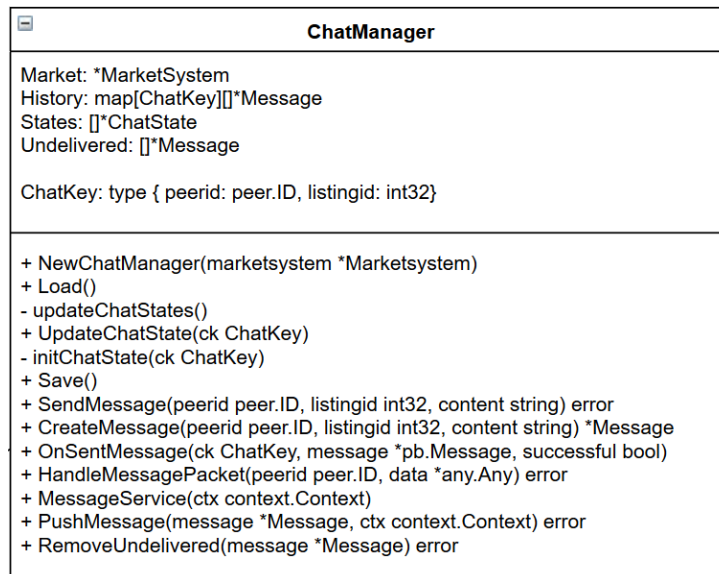 ChatManager
Market: *MarketSystem
History: map[ChatKey][]*Message
States: []*ChatState
Undelivered: []*Message
ChatKey: type { peerid: peer.ID, listingid: int32}
+ NewChatManager(marketsystem *Marketsystem)
+ Load()
- updateChatStates()
+ UpdateChatState(ck ChatKey)
- initChatState(ck ChatKey)
+ Save()
+ SendMessage(peerid peer.ID, listingid int32, content string) error
+ CreateMessage(peerid peer.ID, listingid int32, content string) *Message
+ OnSentMessage(ck ChatKey, message *pb.Message, successful bool)
+ HandleMessagePacket(peerid peer.ID, data *any.Any) error
+ MessageService(ctx context.Context)
+ PushMessage(message *Message, ctx context.Context) error
+ RemoveUndelivered(message *Message) error